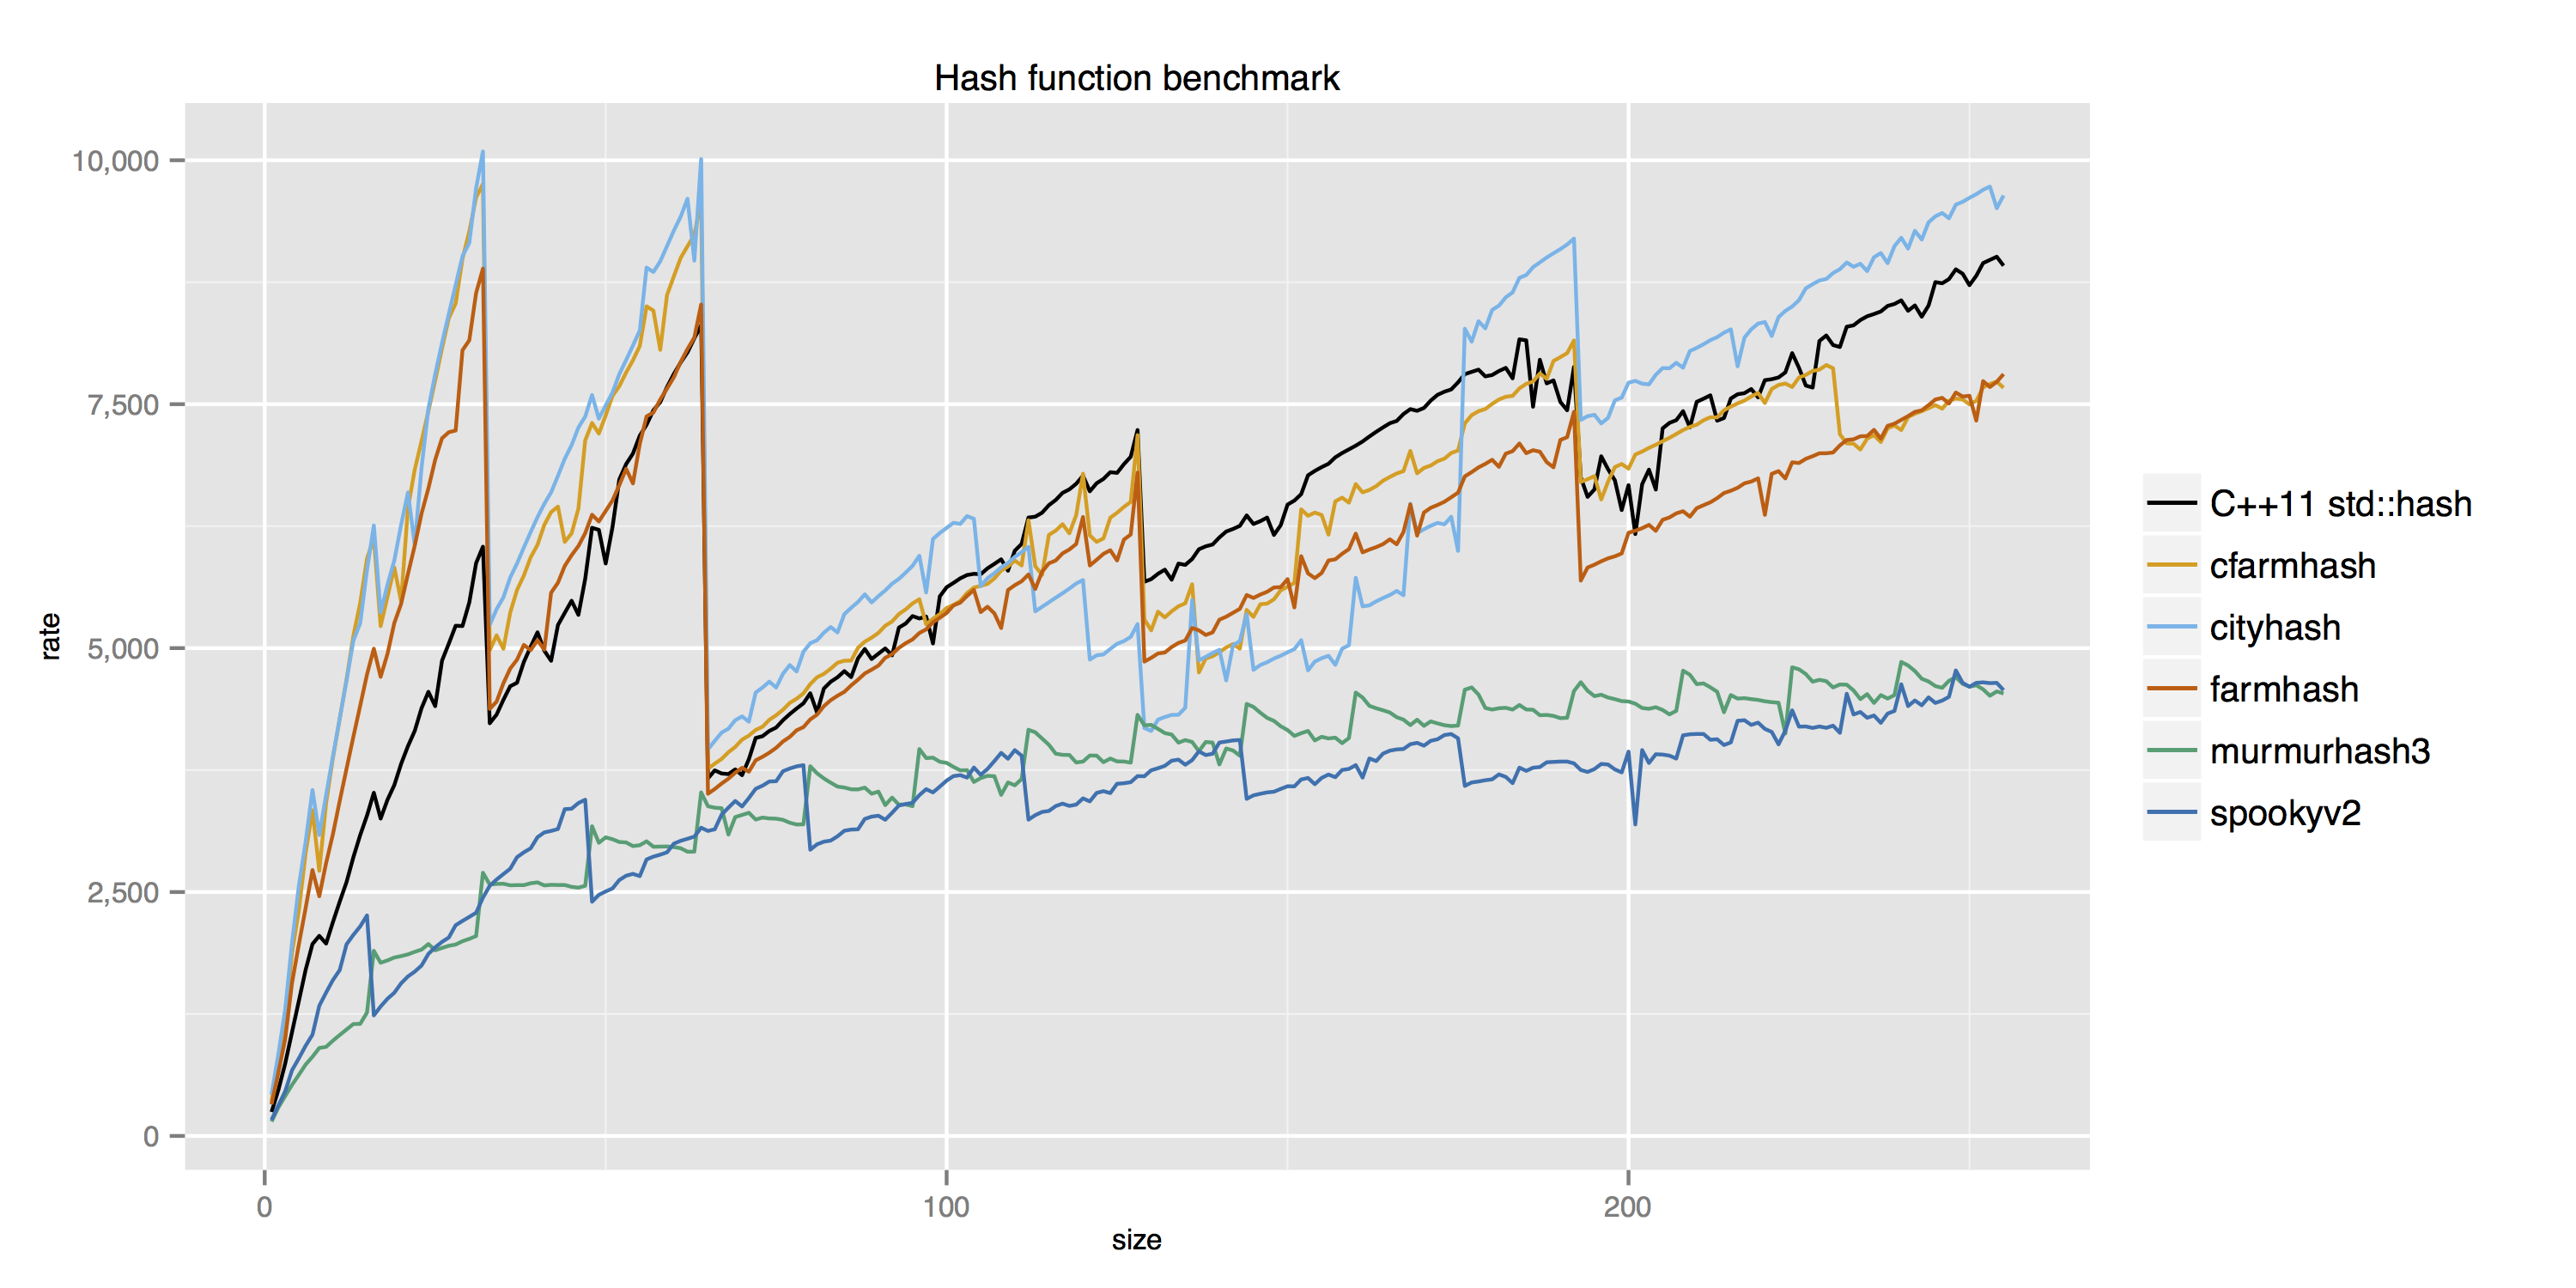 Hash function benchmark
10,000
7,500
5,000
2,500
0
rate
0
100
200
size
C++11 std::hash
cfarmhash
cityhash
farmhash
murmurhash3
spookyv2